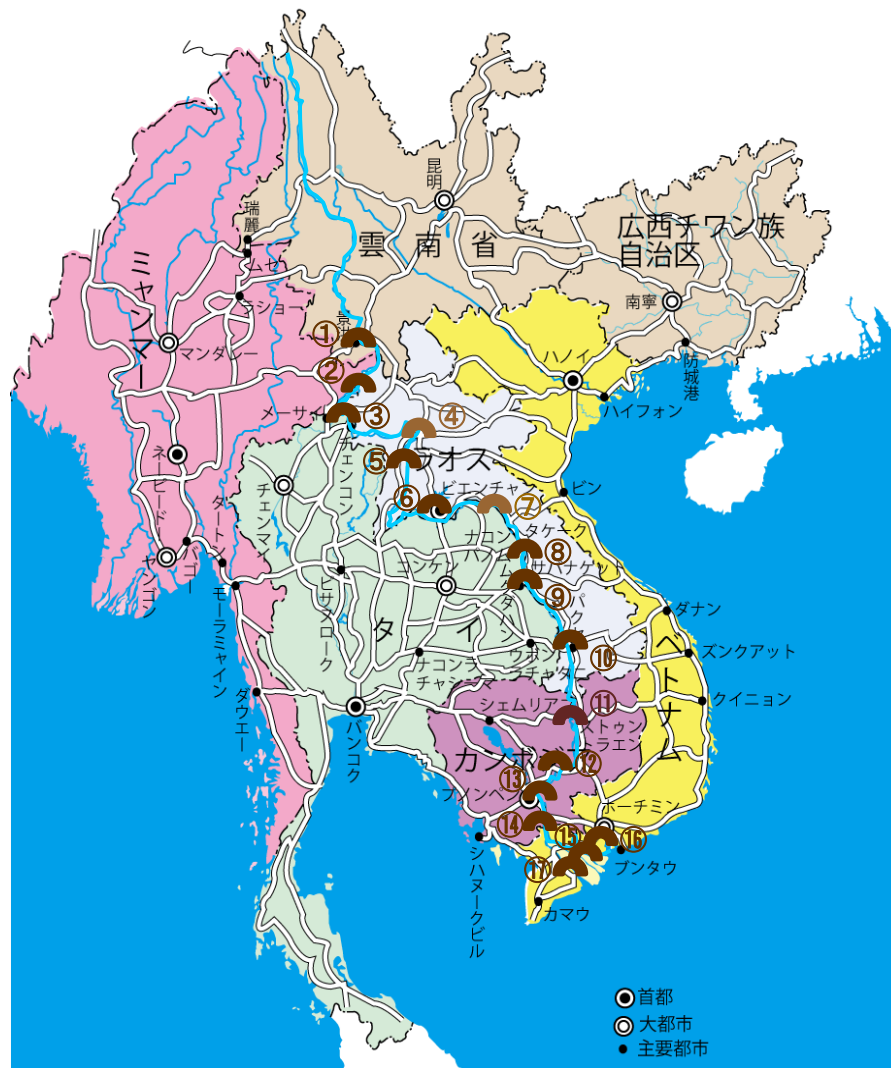 昆明
瑞麗
雲南省
広西チワン族
自治区
ムセ
ラショー
ミャンマー
南寧
①
マンダレー
ハノイ
防城港
②
メーサイ
③
④
ハイフォン
チェンコン
⑤
ラオス
ネーピードー
チェンマイ
⑥
ビエンチャ
⑦
ビン
タートン
ナコン
タケーク
⑧
バゴー
ヤンゴン
コンケン
サバナケット
⑨
モーラミャイン
ピサヌローク
ダナン
タイ
ウボン
ラチャタニ
⑩
ベトナム
ズンクアット
ナコンラ
チャシーマ
ダウエー
シェムリアップ
⑪
クイニョン
バンコク
ストゥン
トラエン
カンボ
⑫
⑬
プノンペ
ホーチミン
⑭
⑮
⑯
ブンタウ
⑰
シハヌークビル
カマウ
首都
大都市
主要都市